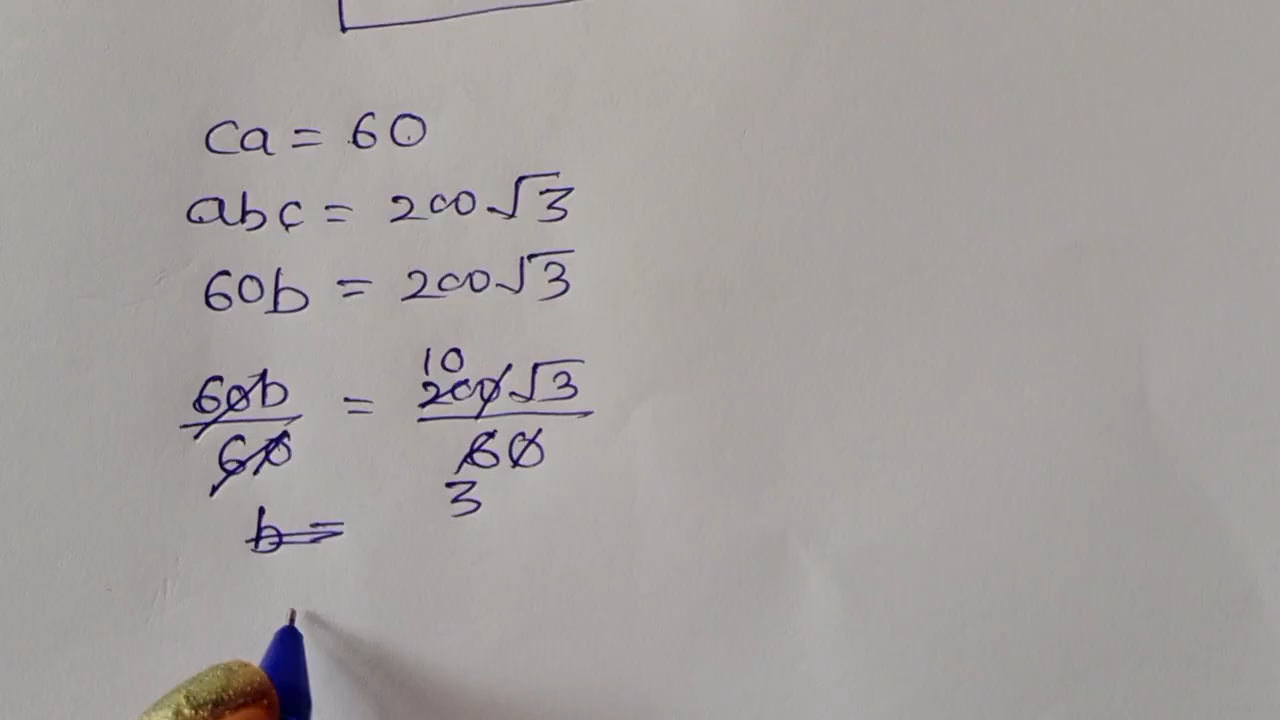 ca = 60
abc = 200√3
60b = 200√3
10
60b = 200√3
60 60
3
b =